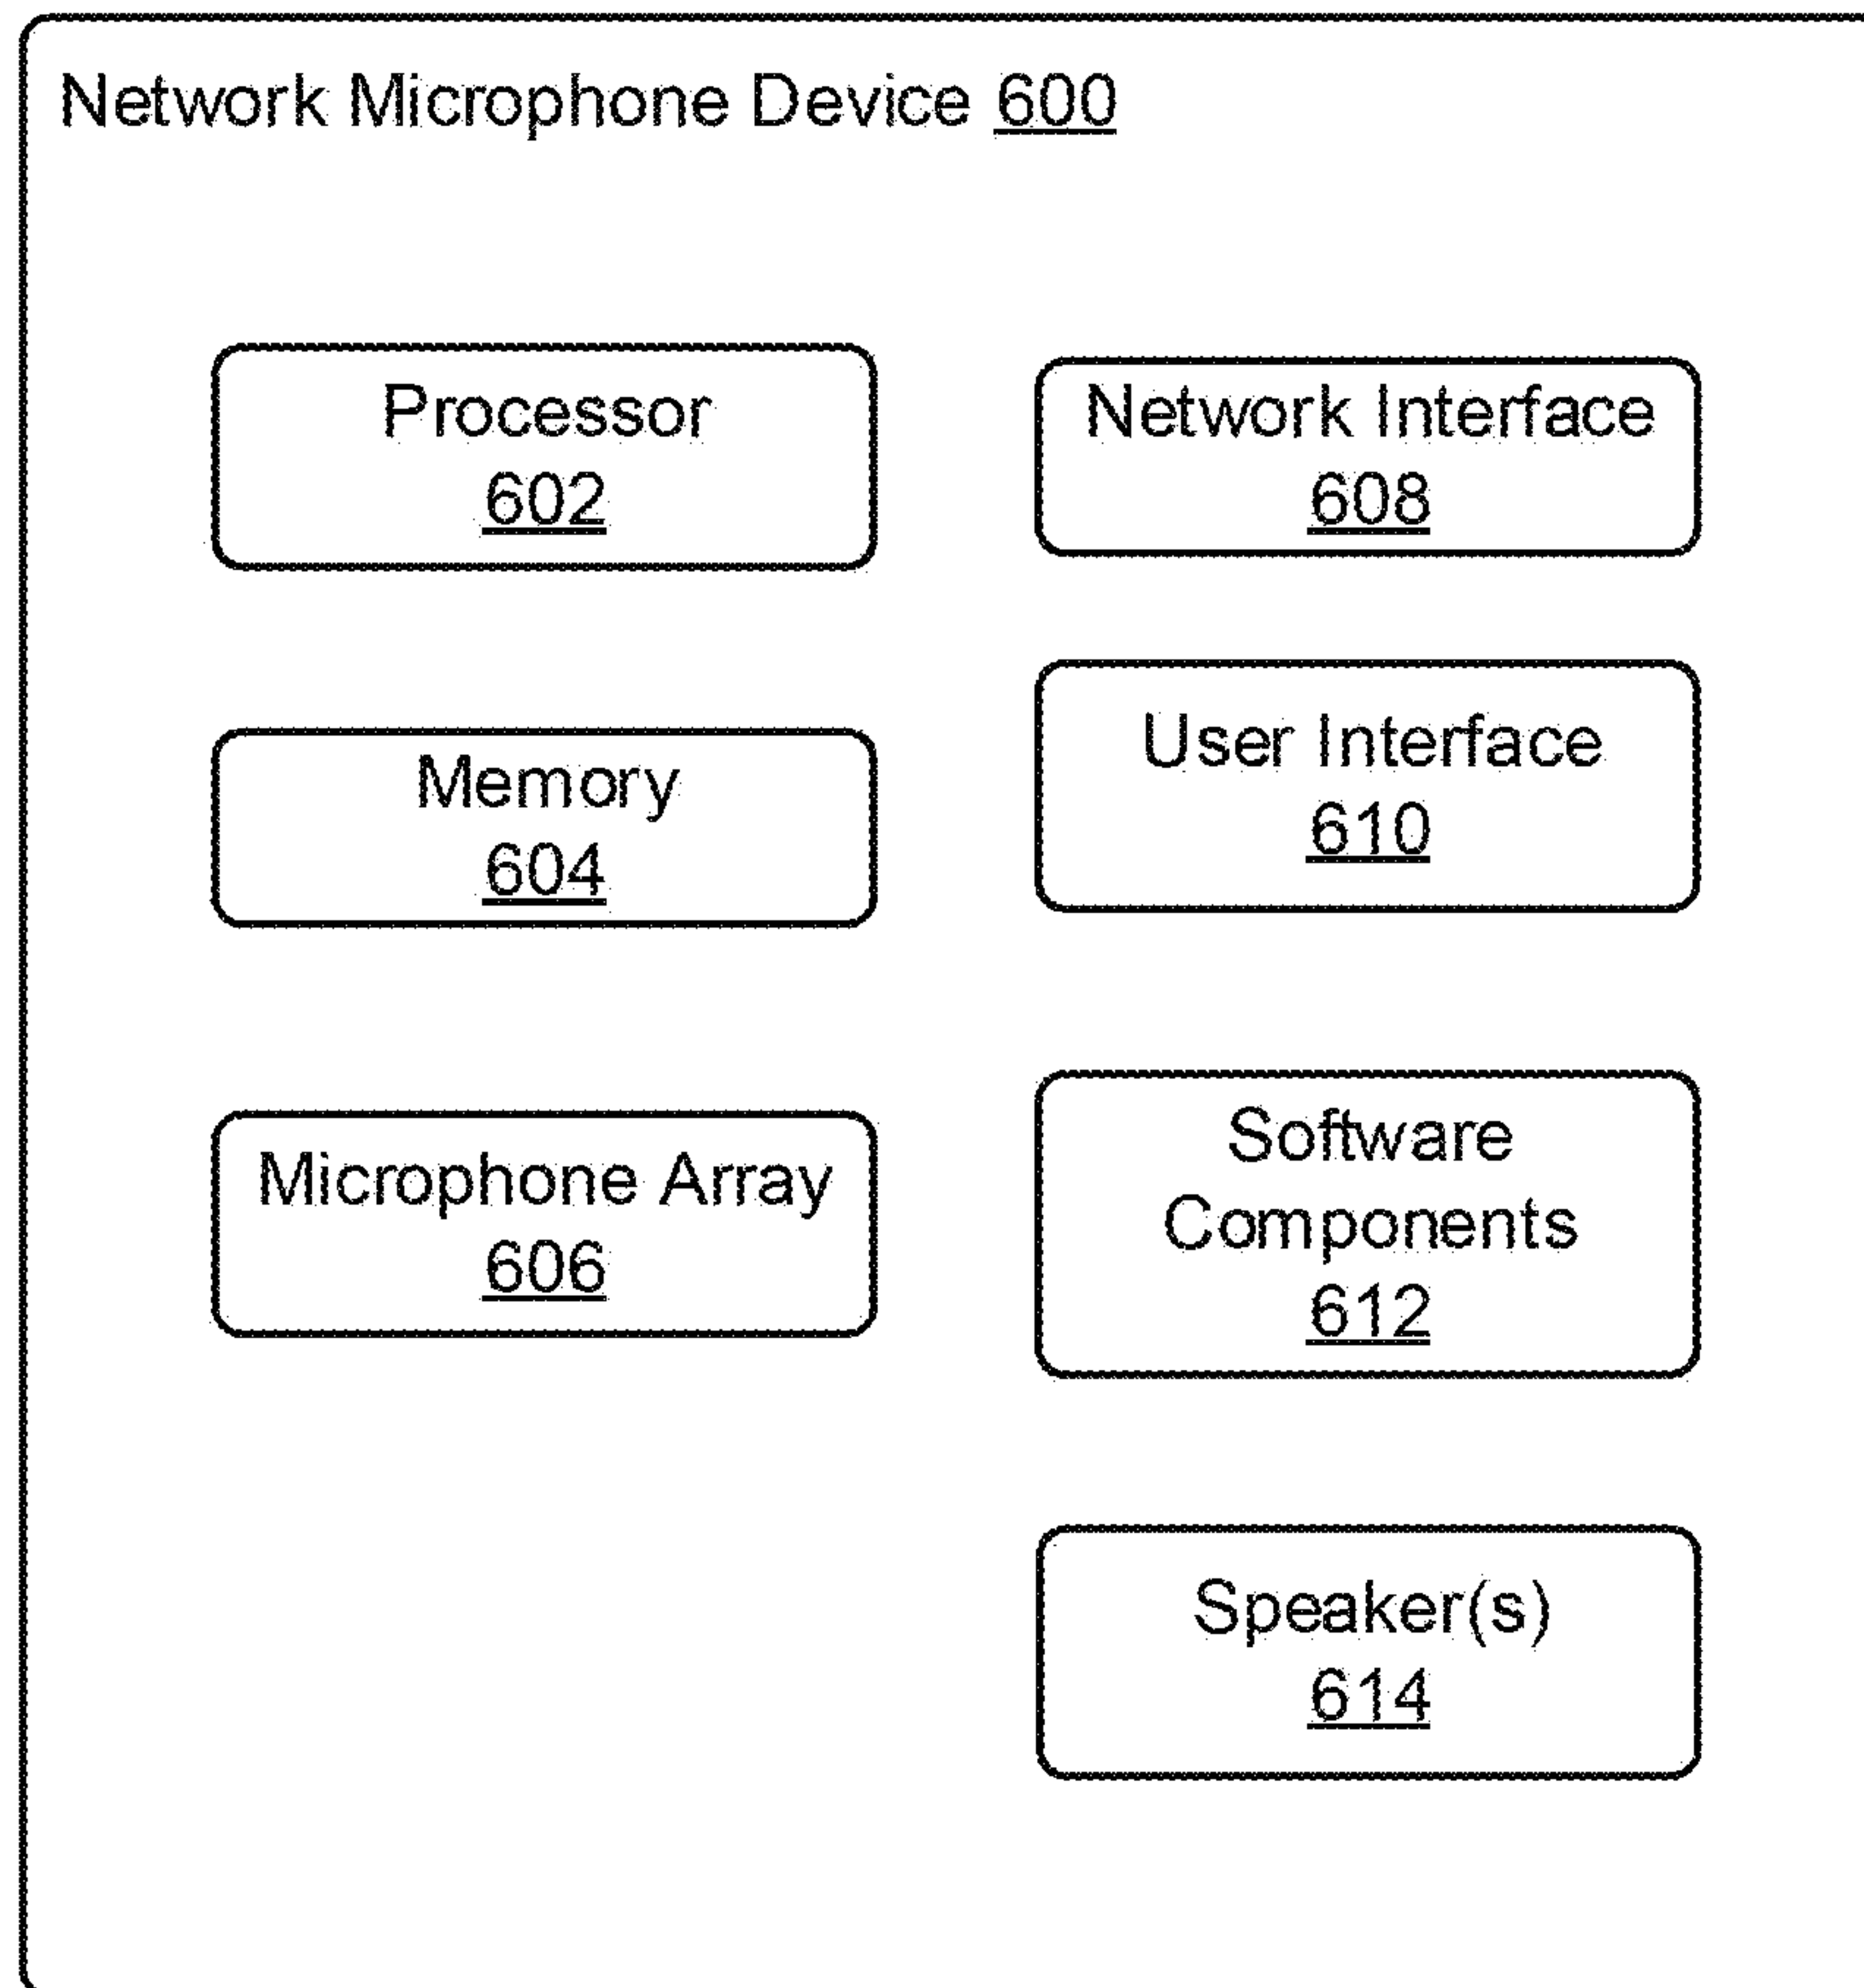 Network Microphone Device 600
Processor
602
Memory
604
Microphone Array
606
Network Interface
608
User Interface
610
Software
Components
612
Speaker(s)
614